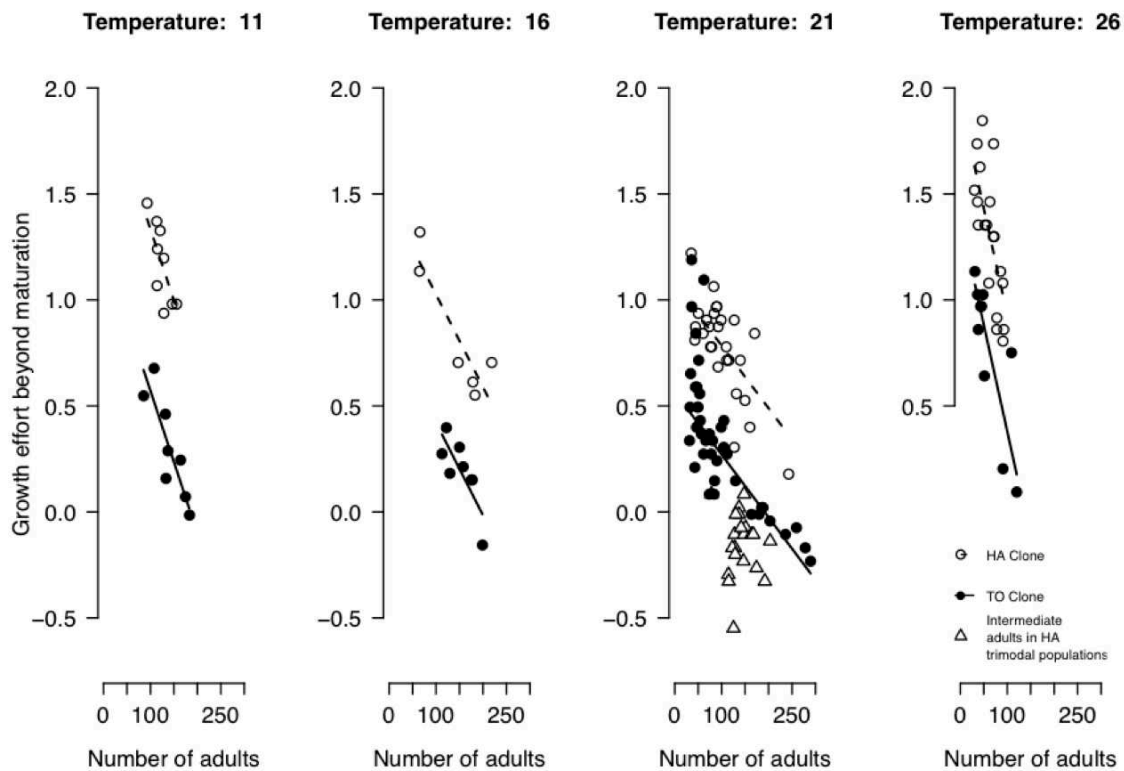 Temperature: 11
Temperature: 16
Temperature: 21
Temperature: 26
Growth effort beyond maturation
2.0
1.5
1.0
0.5
0.0
−0.5
2.0
1.5
1.0
0.5
0.0
−0.5
2.0
1.5
1.0
0.5
0.0
−0.5
2.0
1.5
1.0
0.5
HA Clone
TO Clone
Intermediate
adults in HA
trimodal populations
0 100 250
0 100 250
0 100 250
0 100 250
Number of adults
Number of adults
Number of adults
Number of adults